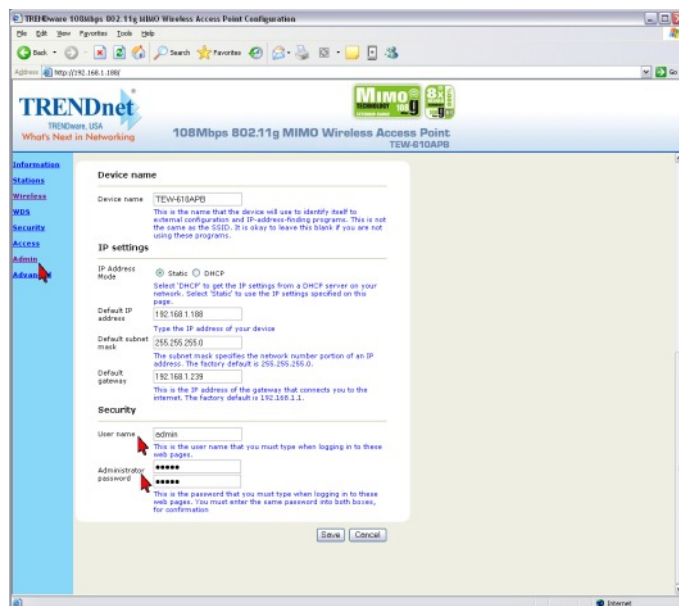 TRENDware 108Mbps 802.11g MIMO Wireless Access Point Configuration
File Edit View Favorites Tools Help
Back Search Favorites
Address http://192.168.1.188/ Go
TRENDnet
TRENDware, USA
What's Next in Networking
MIMO
TECHNOLOGY 108 g
8x
108Mbps 802.11g MIMO Wireless Access Point
TEW-610APB
Information
Stations
Wireless
WDS
Security
Access
Admin
Advanced
Device name
Device name TEW-610APB
This is the name that the device will use to identify itself to
external configuration and IP-address-finding programs. This is not
the same as the SSID. It is okay to leave this blank if you are not
using these programs.
IP settings
IP Address
Mode
Static DHCP
Select 'DHCP' to get the IP settings from a DHCP server on your
network. Select 'Static' to use the IP settings specified on this
page.
Default IP
address
192.168.1.188
Type the IP address of your device
Default subnet
mask
255.255.255.0
The subnet mask specifies the network number portion of an IP
address. The factory default is 255.255.255.0.
Default
gateway
192.168.1.239
This is the IP address of the gateway that connects you to the
internet. The factory default is 192.168.1.1.
Security
User name admin
This is the user name that you must type when logging in to these
web pages.
Administrator
password
•••••
•••••
This is the password that you must type when logging in to these
web pages. You must enter the same password into both boxes,
for confirmation
Save Cancel
Internet